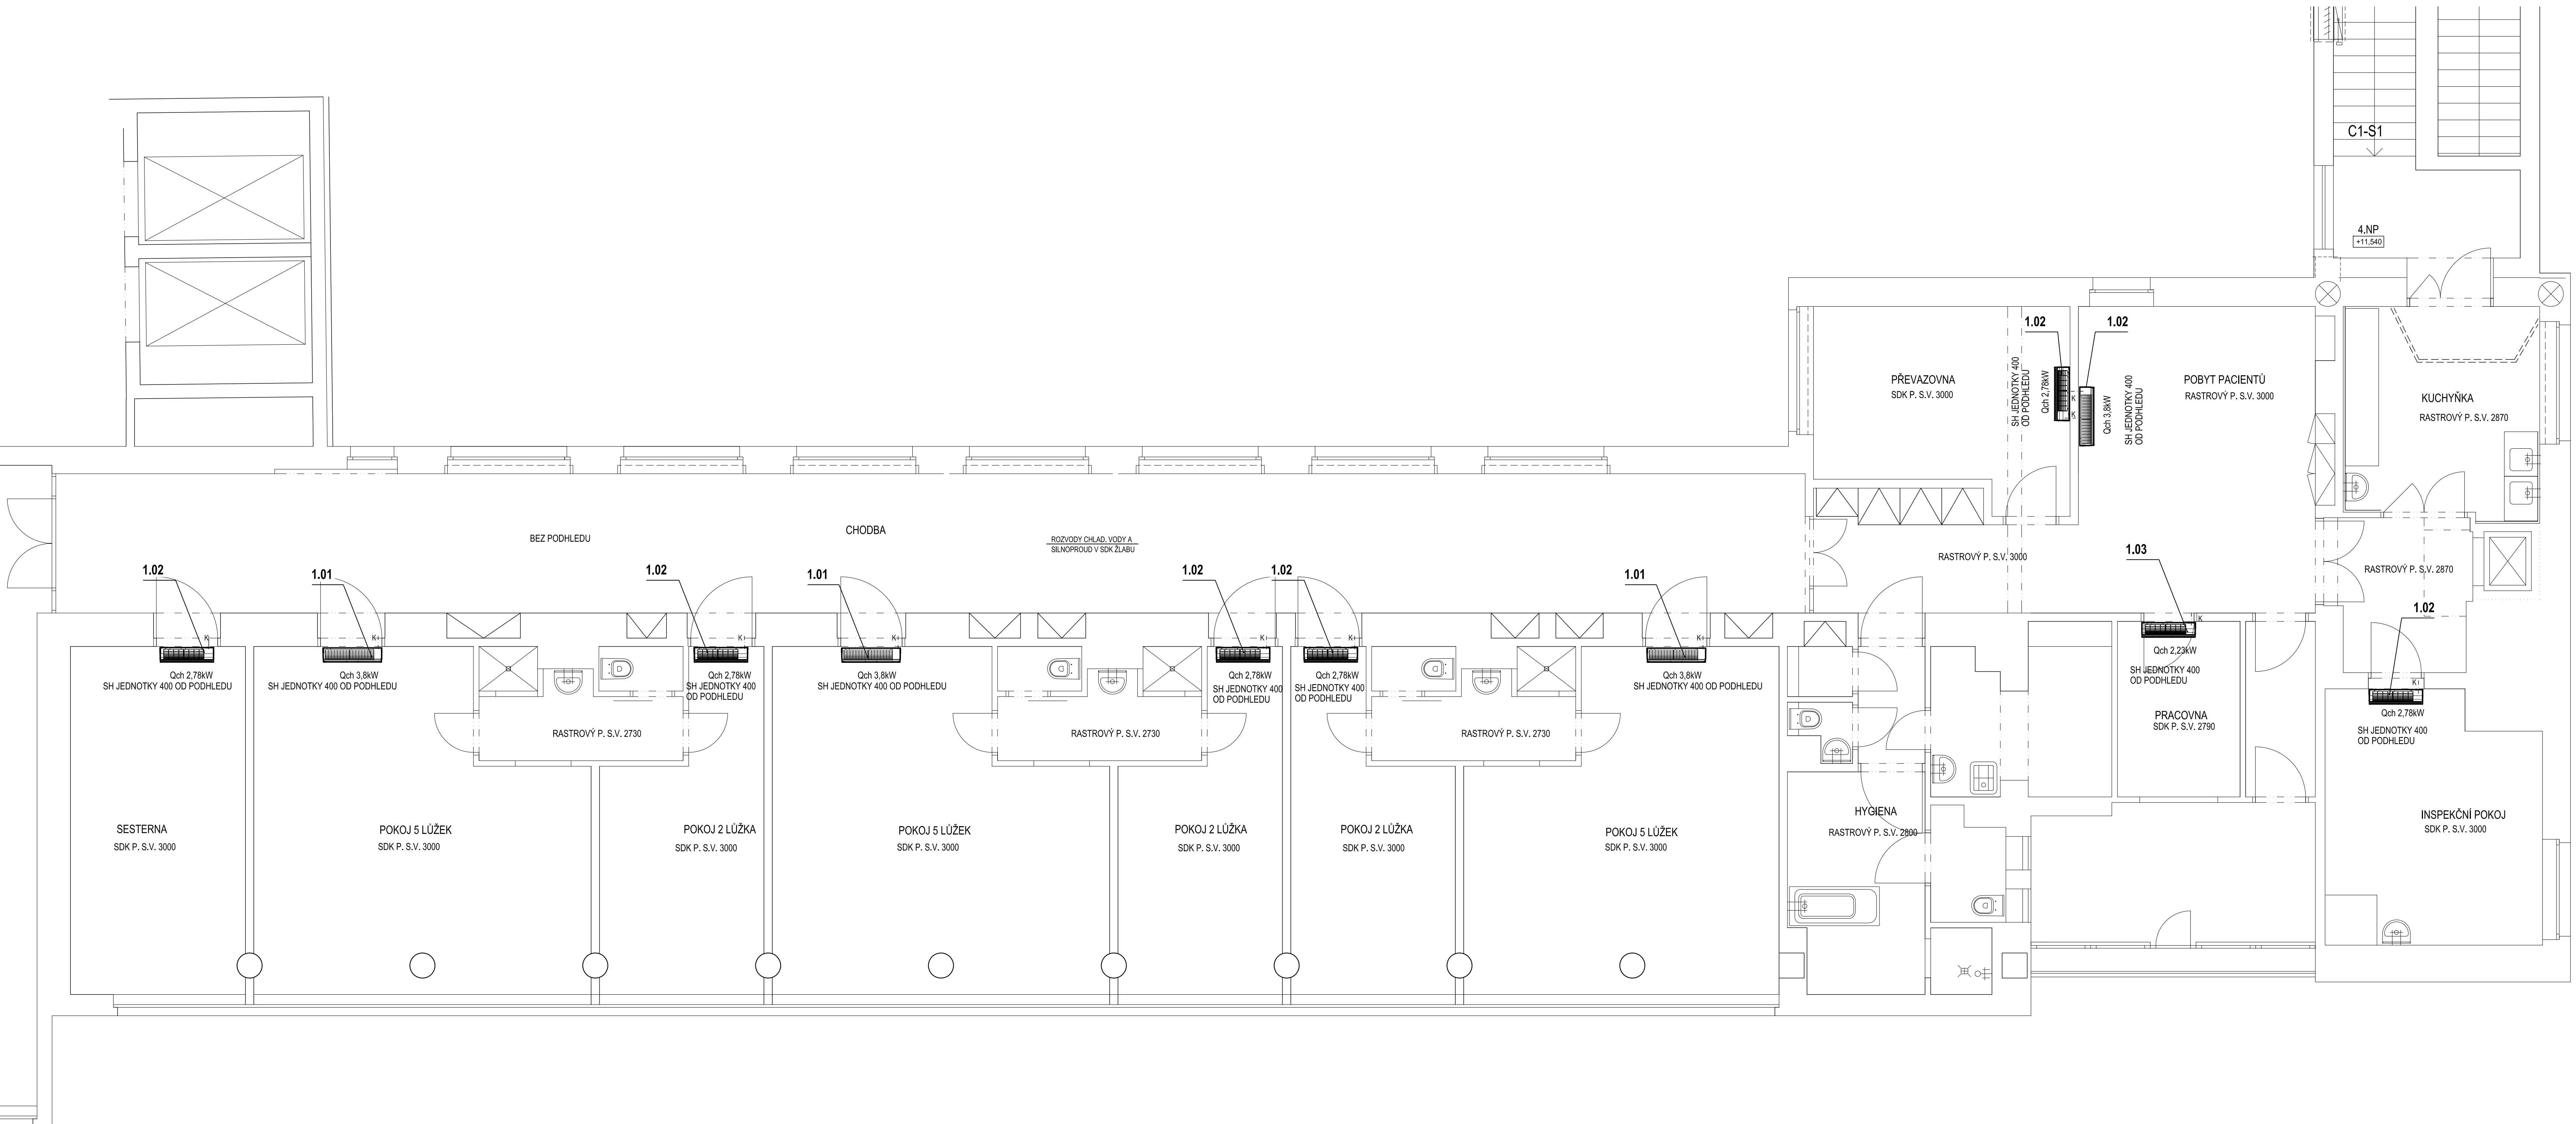 C1-S1
4.NP
+11,540
1.02
1.02
PŘEVAZOVNA
SDK P. S.V. 3000
SH JEDNOTKY 400
OD PODHLEDU
Qch 2,78kW
K
K
Qch 3,8kW
SH JEDNOTKY 400
OD PODHLEDU
POBYT PACIENTŮ
RASTROVÝ P. S.V. 3000
KUCHYŇKA
RASTROVÝ P. S.V. 2870
BEZ PODHLEDU
CHODBA
ROZVODY CHLAD. VODY A
SILNOPROUD V SDK ŽLABU
RASTROVÝ P. S.V. 3000
1.03
RASTROVÝ P. S.V. 2870
1.02
1.01
1.02
1.01
1.02
1.02
1.01
1.02
K
K
K
K
K
K
K
K
K
Qch 2,78kW
SH JEDNOTKY 400 OD PODHLEDU
Qch 3,8kW
SH JEDNOTKY 400 OD PODHLEDU
Qch 2,78kW
SH JEDNOTKY 400
OD PODHLEDU
Qch 3,8kW
SH JEDNOTKY 400 OD PODHLEDU
Qch 2,78kW
SH JEDNOTKY 400
OD PODHLEDU
Qch 2,78kW
SH JEDNOTKY 400
OD PODHLEDU
Qch 3,8kW
SH JEDNOTKY 400 OD PODHLEDU
Qch 2,23kW
SH JEDNOTKY 400
OD PODHLEDU
PRACOVNA
SDK P. S.V. 2790
Qch 2,78kW
SH JEDNOTKY 400
OD PODHLEDU
RASTROVÝ P. S.V. 2730
RASTROVÝ P. S.V. 2730
RASTROVÝ P. S.V. 2730
SESTERNA
SDK P. S.V. 3000
POKOJ 5 LŮŽEK
SDK P. S.V. 3000
POKOJ 2 LŮŽKA
SDK P. S.V. 3000
POKOJ 5 LŮŽEK
SDK P. S.V. 3000
POKOJ 2 LŮŽKA
SDK P. S.V. 3000
POKOJ 2 LŮŽKA
SDK P. S.V. 3000
POKOJ 5 LŮŽEK
SDK P. S.V. 3000
HYGIENA
RASTROVÝ P. S.V. 2800
INSPEKČNÍ POKOJ
SDK P. S.V. 3000